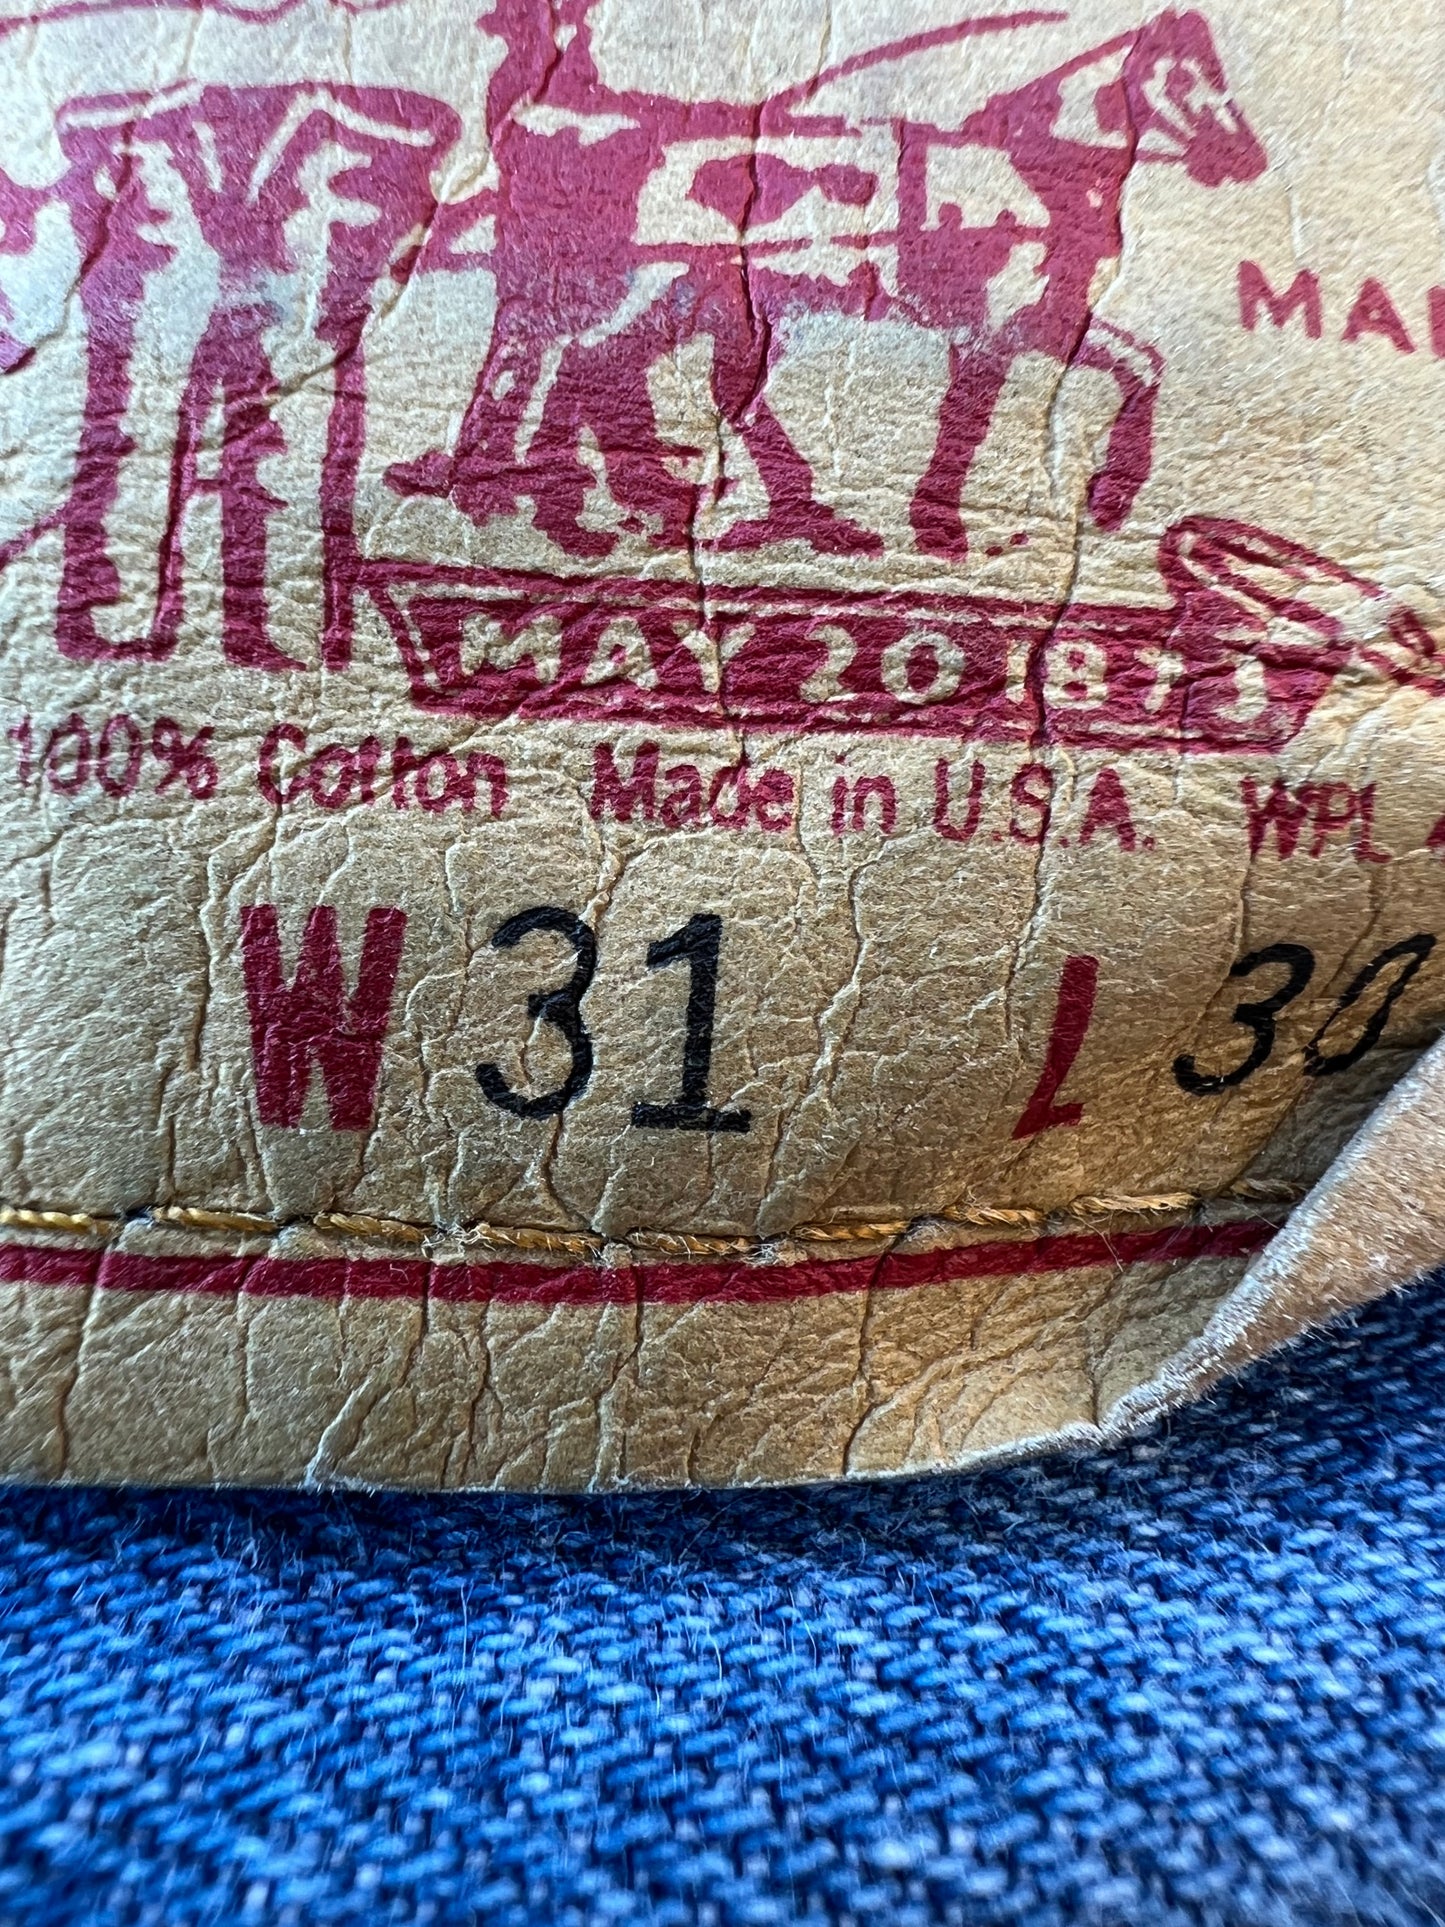 MAY 20 1873
100% Cotton Made in U.S.A. WPL
W 31 L 30